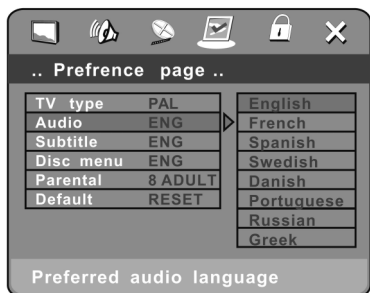 .. Prefrence page ..
TV type PAL
Audio ENG
Subtitle ENG
Disc menu ENG
Parental 8 ADULT
Default RESET
English
French
Spanish
Swedish
Danish
Portuquese
Russian
Greek
Preferred audio language